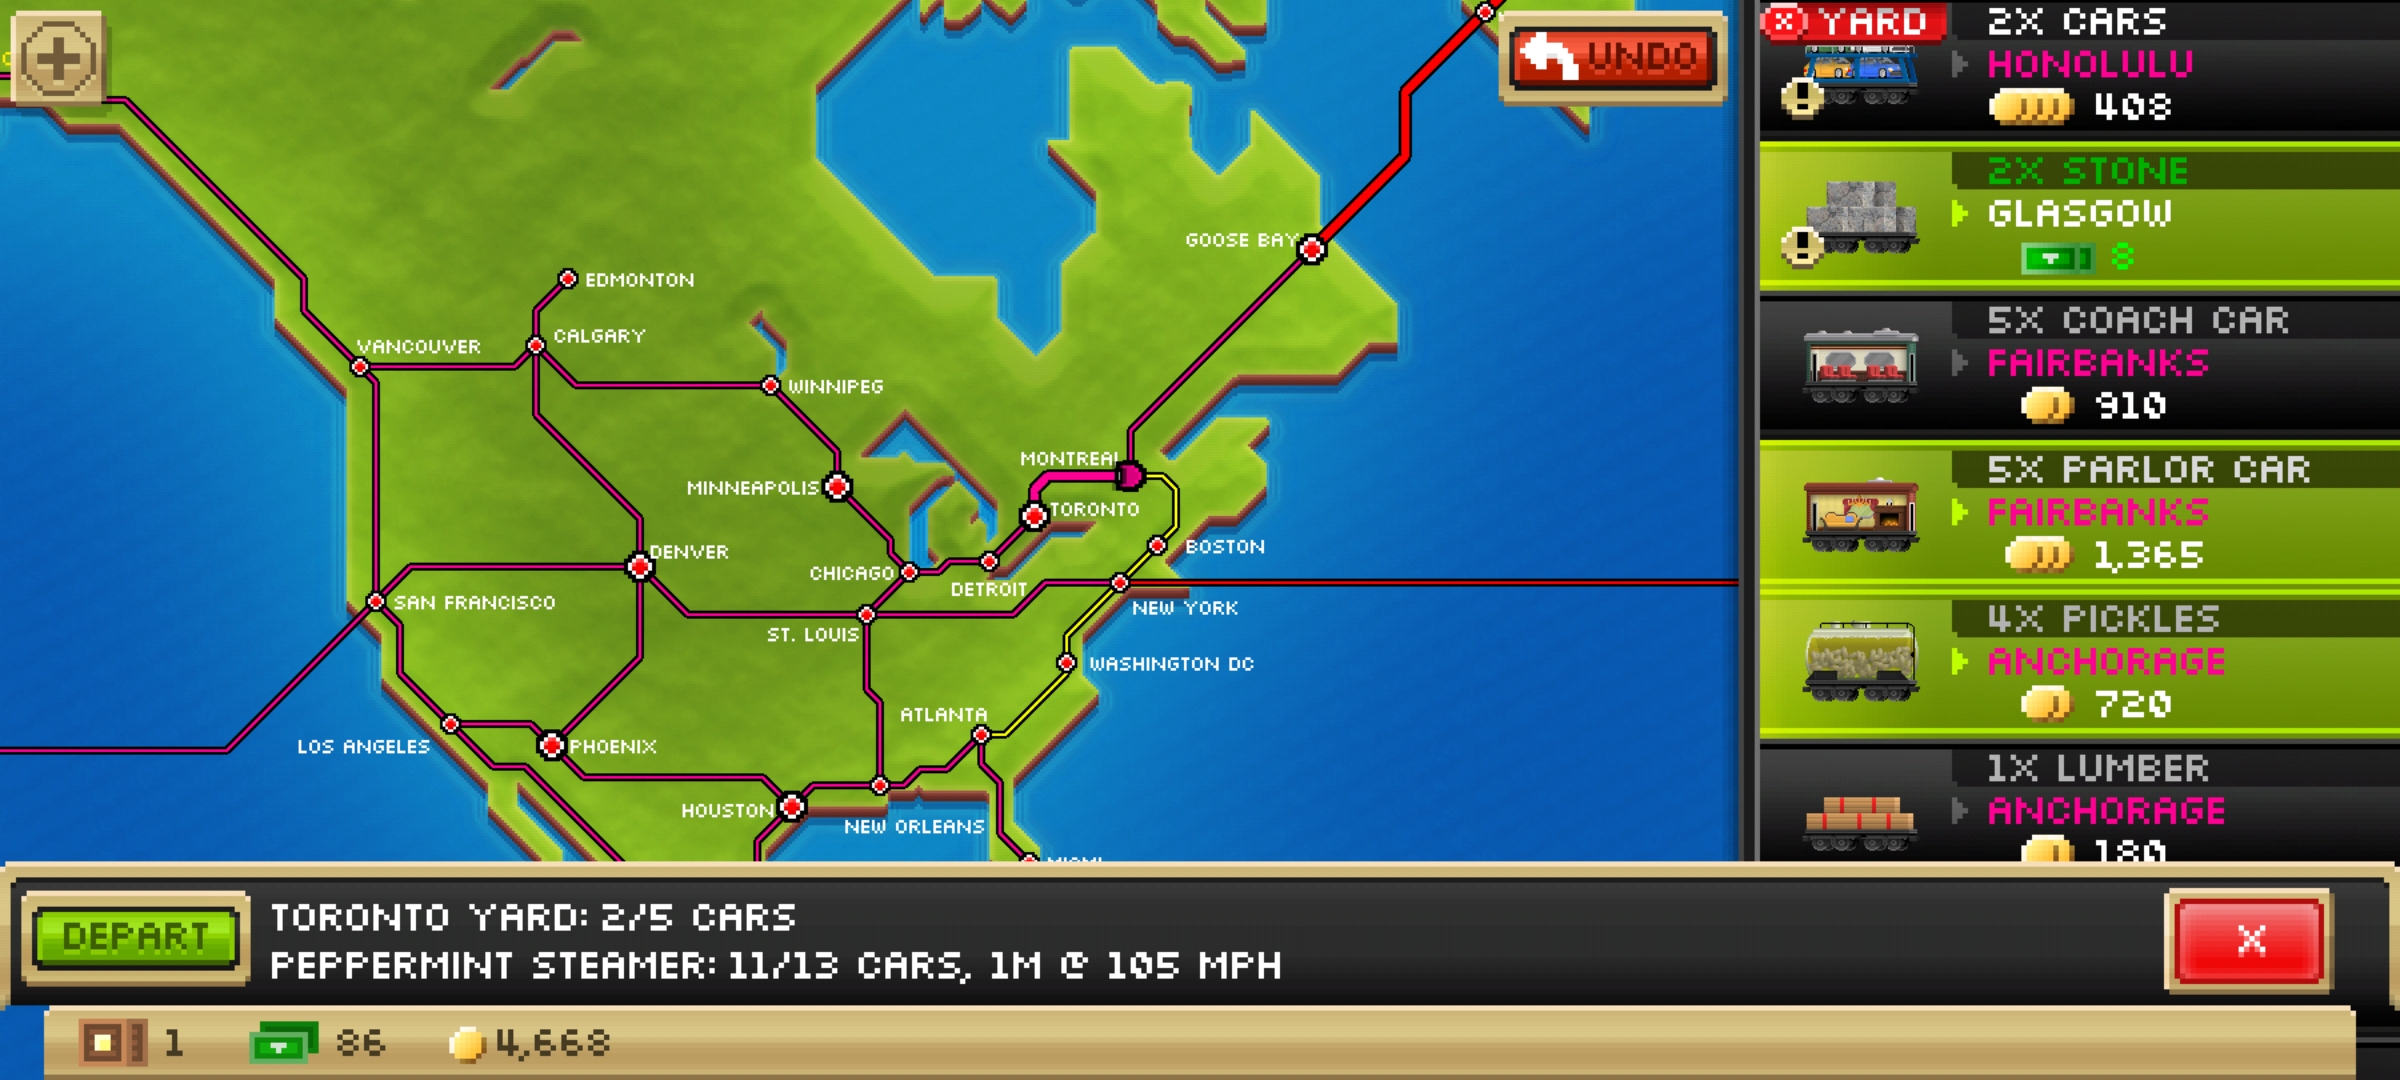 UNDO
EDMONTON
CALGARY
VANCOUVER
WINNIPEG
GOOSE BAY
MINNEAPOLIS
MONTREAL
TORONTO
DENVER
CHICAGO
DETROIT
BOSTON
SAN FRANCISCO
ST. LOUIS
NEW YORK
WASHINGTON DC
ATLANTA
LOS ANGELES
PHOENIX
HOUSTON
NEW ORLEANS
MIAMI
YARD
2X CARS
HONOLULU
408
2X STONE
GLASGOW
8
5X COACH CAR
FAIRBANKS
910
5X PARLOR CAR
FAIRBANKS
1,365
4X PICKLES
ANCHORAGE
720
1X LUMBER
ANCHORAGE
180
DEPART
TORONTO YARD: 2/5 CARS
PEPPERMINT STEAMER: 11/13 CARS, 1M @ 105 MPH
X
1
86
4,668